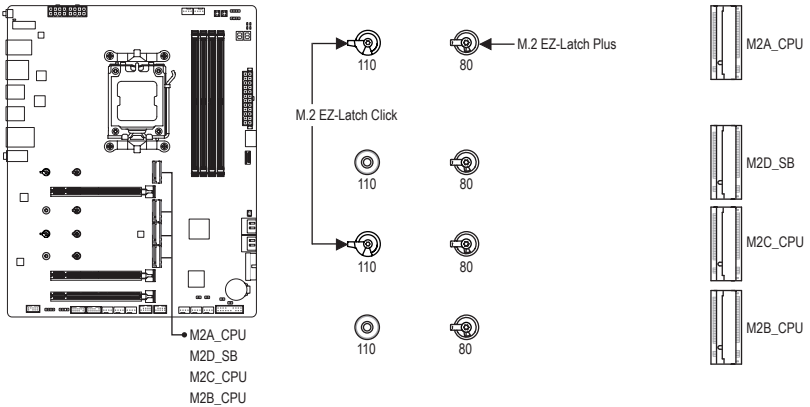 M.2 EZ-Latch Plus
M2A_CPU
110
80
M.2 EZ-Latch Click
M2D_SB
110
80
M2C_CPU
110
80
M2B_CPU
110
80
M2A_CPU
M2D_SB
M2C_CPU
M2B_CPU